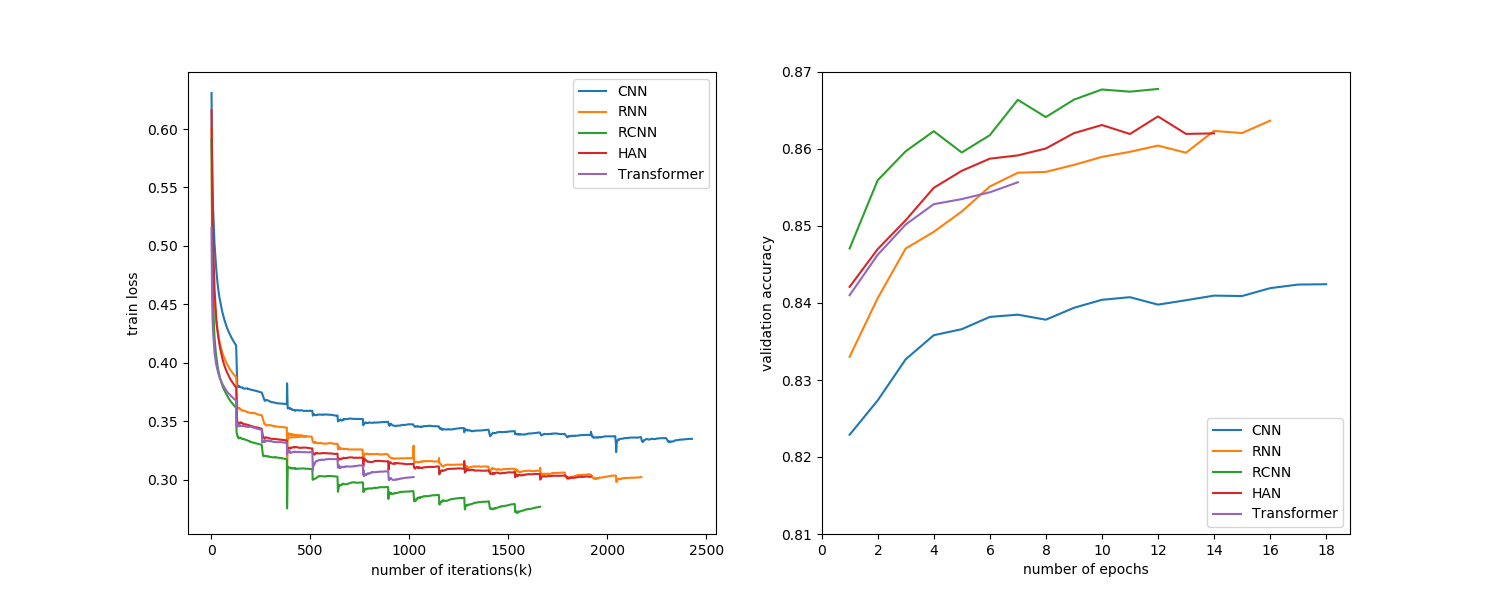 train loss
0.60
0.55
0.50
0.45
0.40
0.35
0.30
CNN
RNN
RCNN
HAN
Transformer
0 500 1000 1500 2000 2500
number of iterations(k)
validation accuracy
0.87
0.86
0.85
0.84
0.83
0.82
0.81
CNN
RNN
RCNN
HAN
Transformer
0 2 4 6 8 10 12 14 16 18
number of epochs